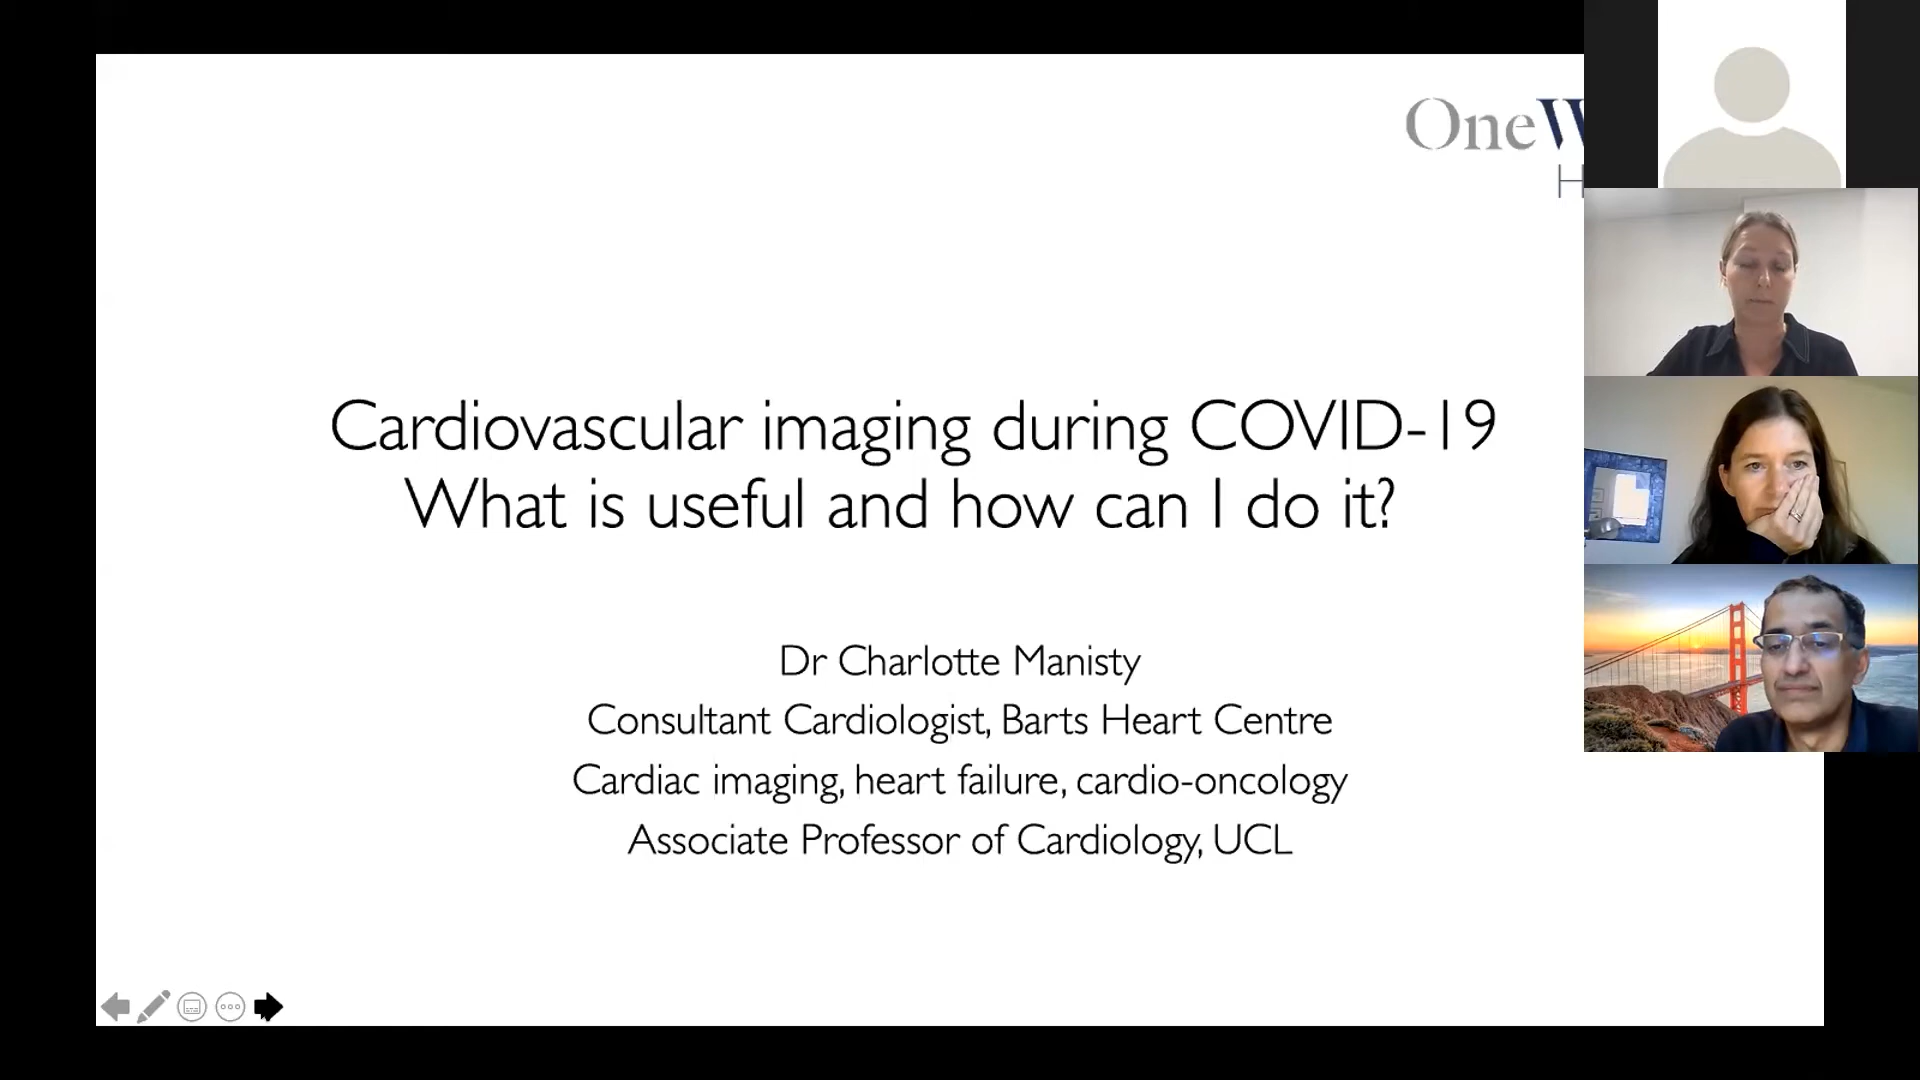 One
Cardiovascular imaging during COVID-19
What is useful and how can I do it?
Dr Charlotte Manisty
Consultant Cardiologist, Barts Heart Centre
Cardiac imaging, heart failure, cardio-oncology
Associate Professor of Cardiology, UCL